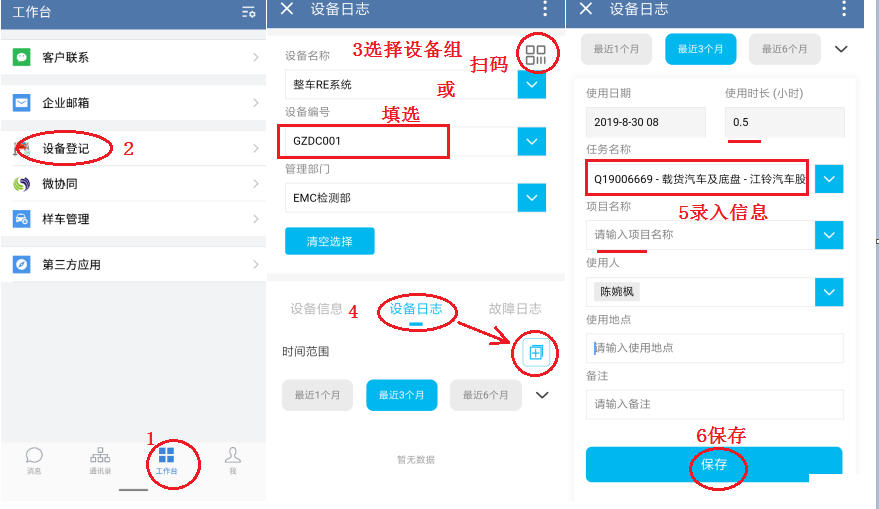 工作台
客户联系
企业邮箱
设备登记
2
微协同
样车管理
第三方应用
1
消息
通讯录
工作台
我
设备日志
设备名称
3选择设备组
扫码
整车RE系统
或
设备编号
填选
GZDC001
管理部门
EMC检测部
清空选择
设备信息
4
设备日志
故障日志
时间范围
最近1个月
最近3个月
最近6个月
暂无数据
设备日志
最近1个月
最近3个月
最近6个月
使用日期
使用时长 (小时)
2019-8-30 08
0.5
任务名称
Q19006669 - 载货汽车及底盘 - 江铃汽车股
项目名称
5录入信息
请输入项目名称
使用人
陈婉枫
使用地点
请输入使用地点
备注
请输入备注
6保存
保存